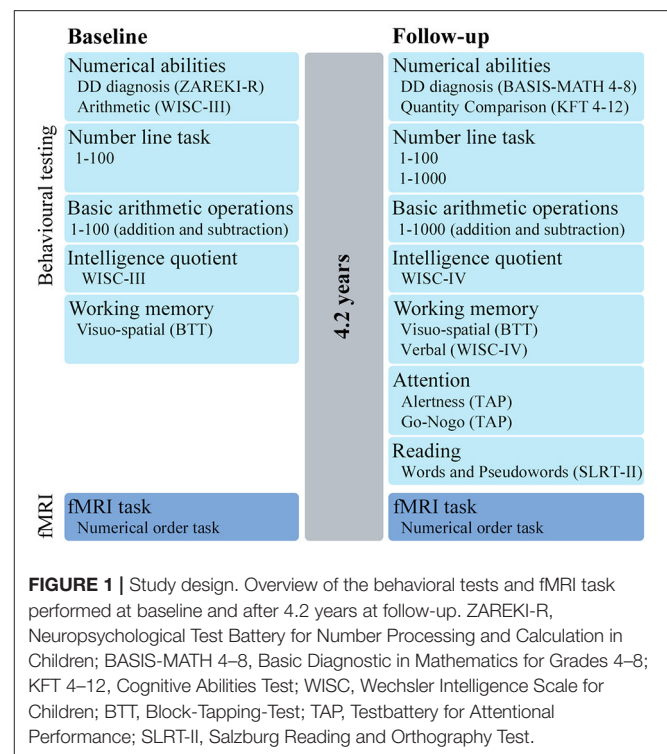 Baseline
Follow-up
Behavioural testing
Numerical abilities
DD diagnosis (ZAREKI-R)
Arithmetic (WISC-III)
Number line task
1-100
Basic arithmetic operations
1-100 (addition and subtraction)
Intelligence quotient
WISC-III
Working memory
Visuo-spatial (BTT)
fMRI
fMRI task
Numerical order task
4.2 years
Numerical abilities
DD diagnosis (BASIS-MATH 4-8)
Quantity Comparison (KFT 4-12)
Number line task
1-100
1-1000
Basic arithmetic operations
1-1000 (addition and subtraction)
Intelligence quotient
WISC-IV
Working memory
Visuo-spatial (BTT)
Verbal (WISC-IV)
Attention
Alertness (TAP)
Go-Nogo (TAP)
Reading
Words and Pseudowords (SLRT-II)
fMRI task
Numerical order task
FIGURE 1 | Study design. Overview of the behavioral tests and fMRI task
performed at baseline and after 4.2 years at follow-up. ZAREKI-R,
Neuropsychological Test Battery for Number Processing and Calculation in
Children; BASIS-MATH 4–8, Basic Diagnostic in Mathematics for Grades 4–8;
KFT 4–12, Cognitive Abilities Test; WISC, Wechsler Intelligence Scale for
Children; BTT, Block-Tapping-Test; TAP, Testbattery for Attentional
Performance; SLRT-II, Salzburg Reading and Orthography Test.